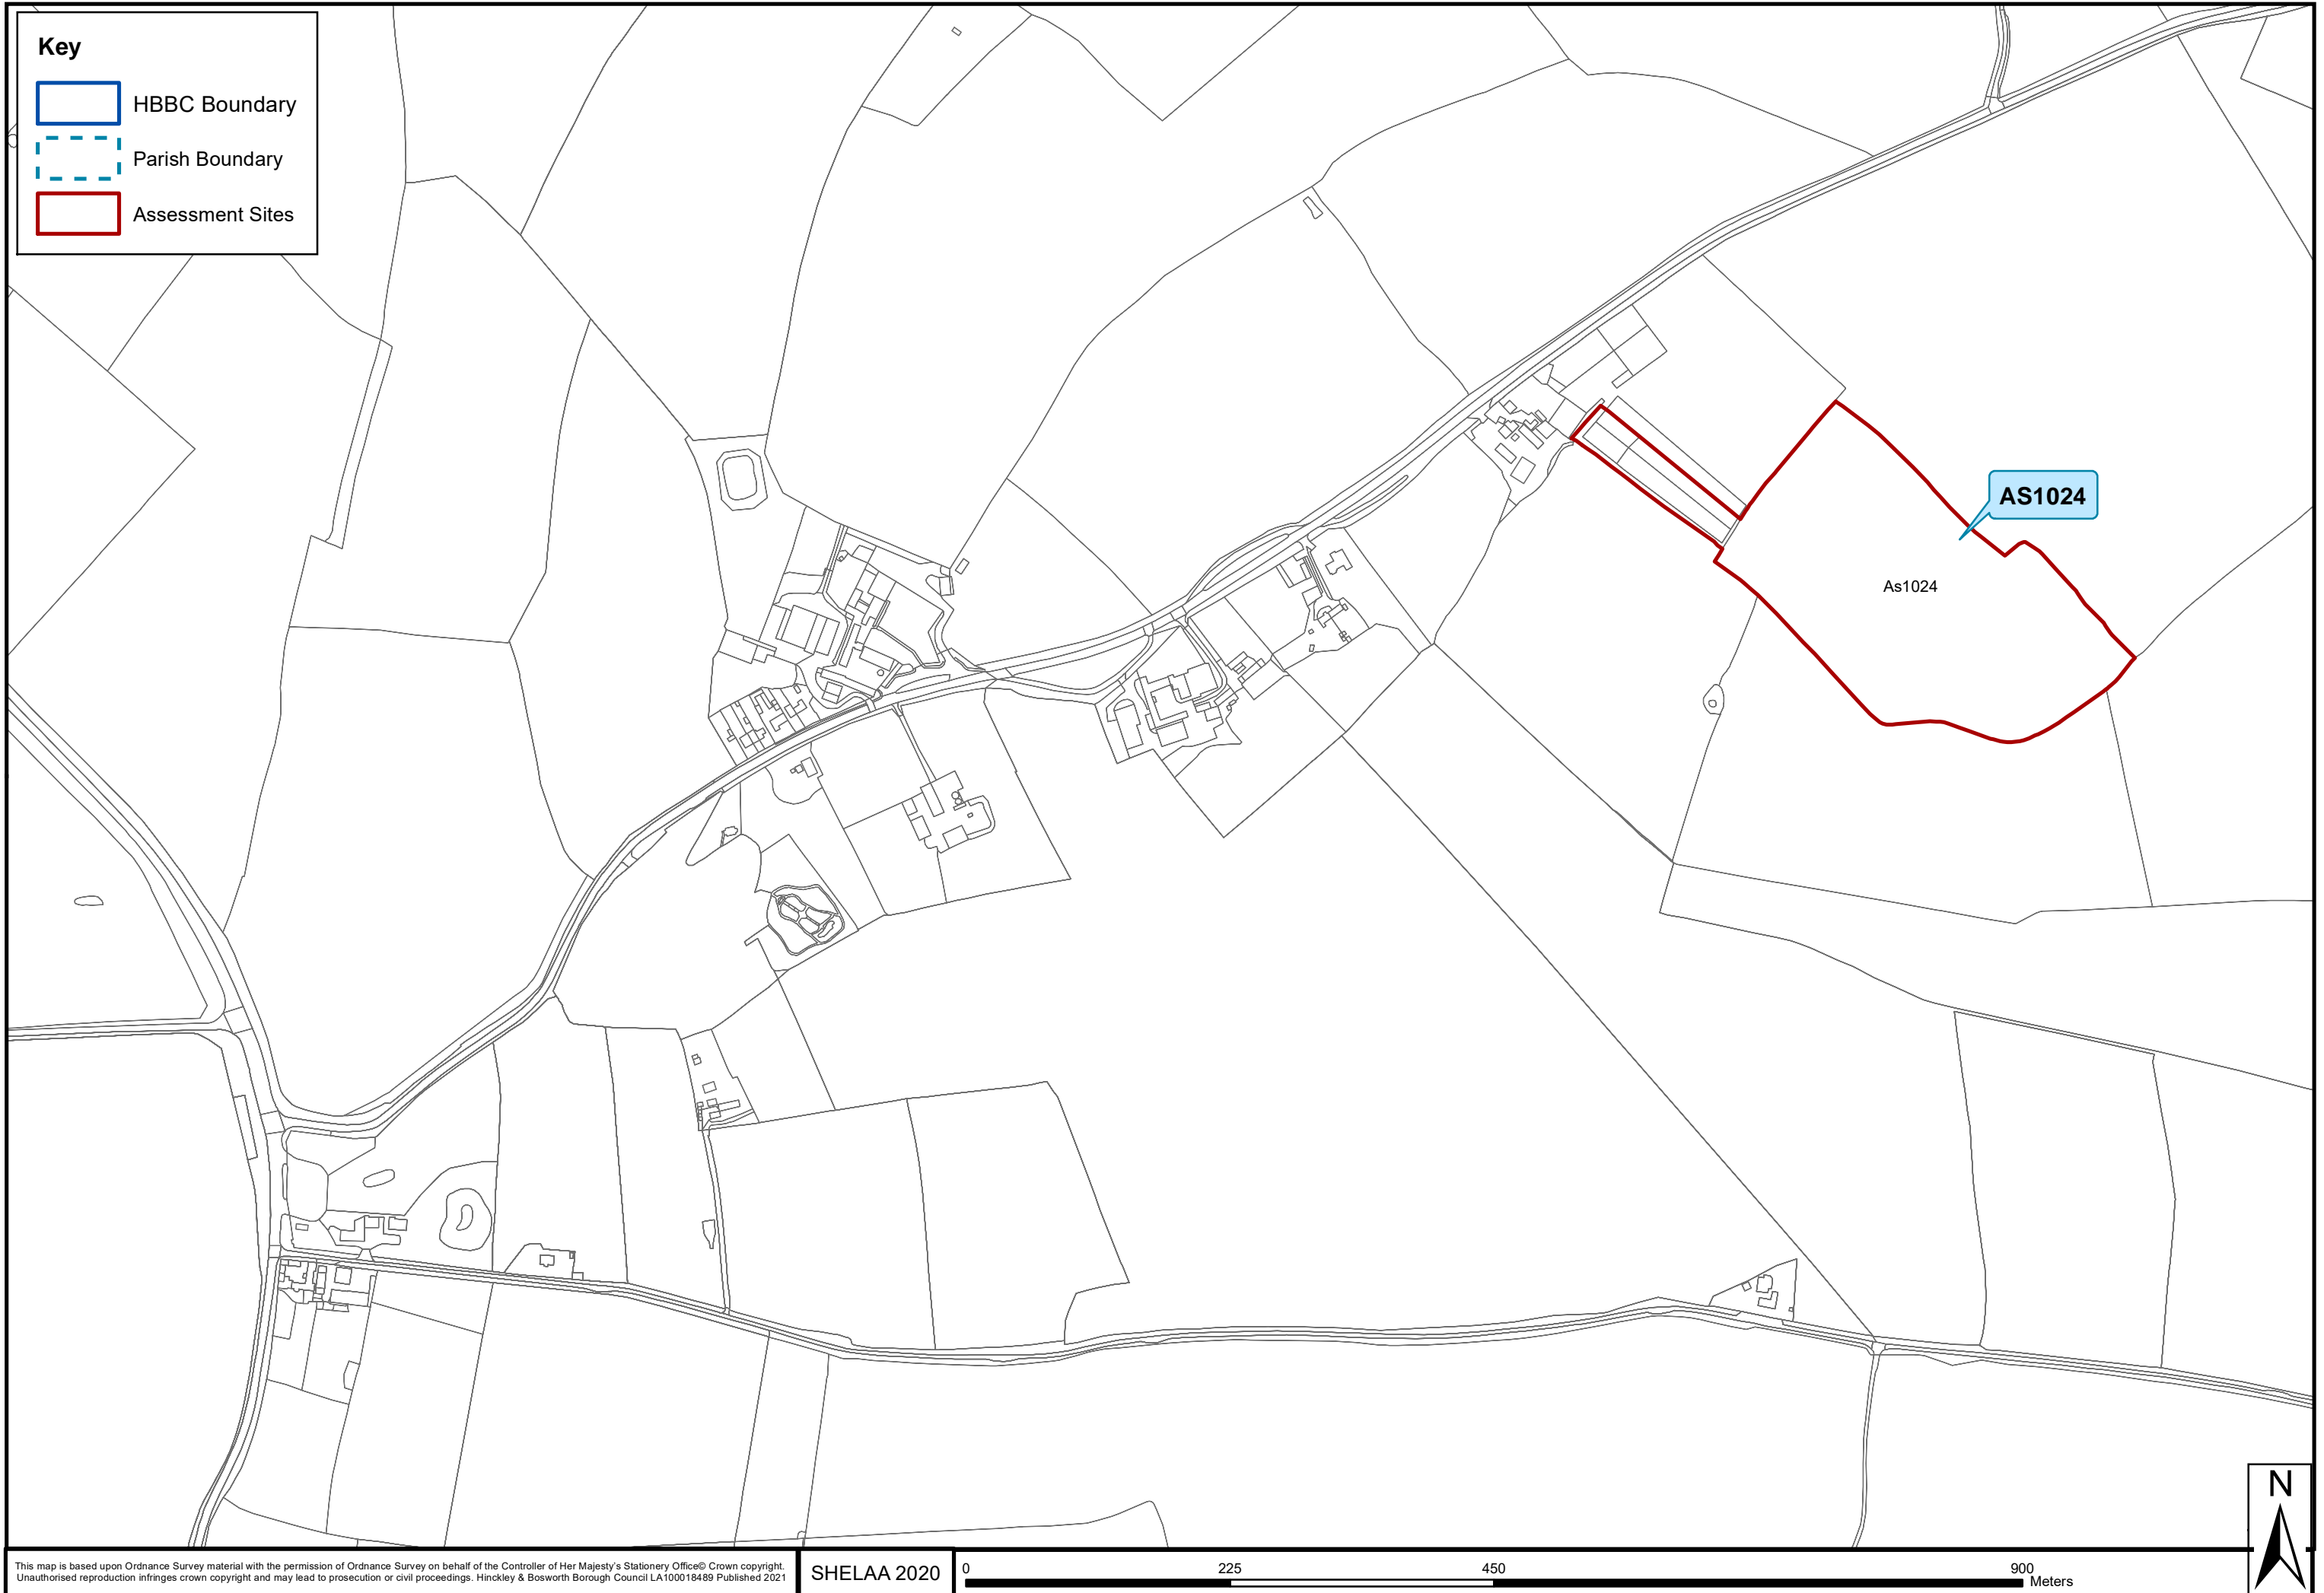 Key
HBBC Boundary
Parish Boundary
Assessment Sites
AS1024
As1024
N
This map is based upon Ordnance Survey material with the permission of Ordnance Survey on behalf of the Controller of Her Majesty's Stationery Office© Crown copyright.
Unauthorised reproduction infringes crown copyright and may lead to prosecution or civil proceedings. Hinckley & Bosworth Borough Council LA100018489 Published 2021
SHELAA 2020
0 225 450 900
Meters